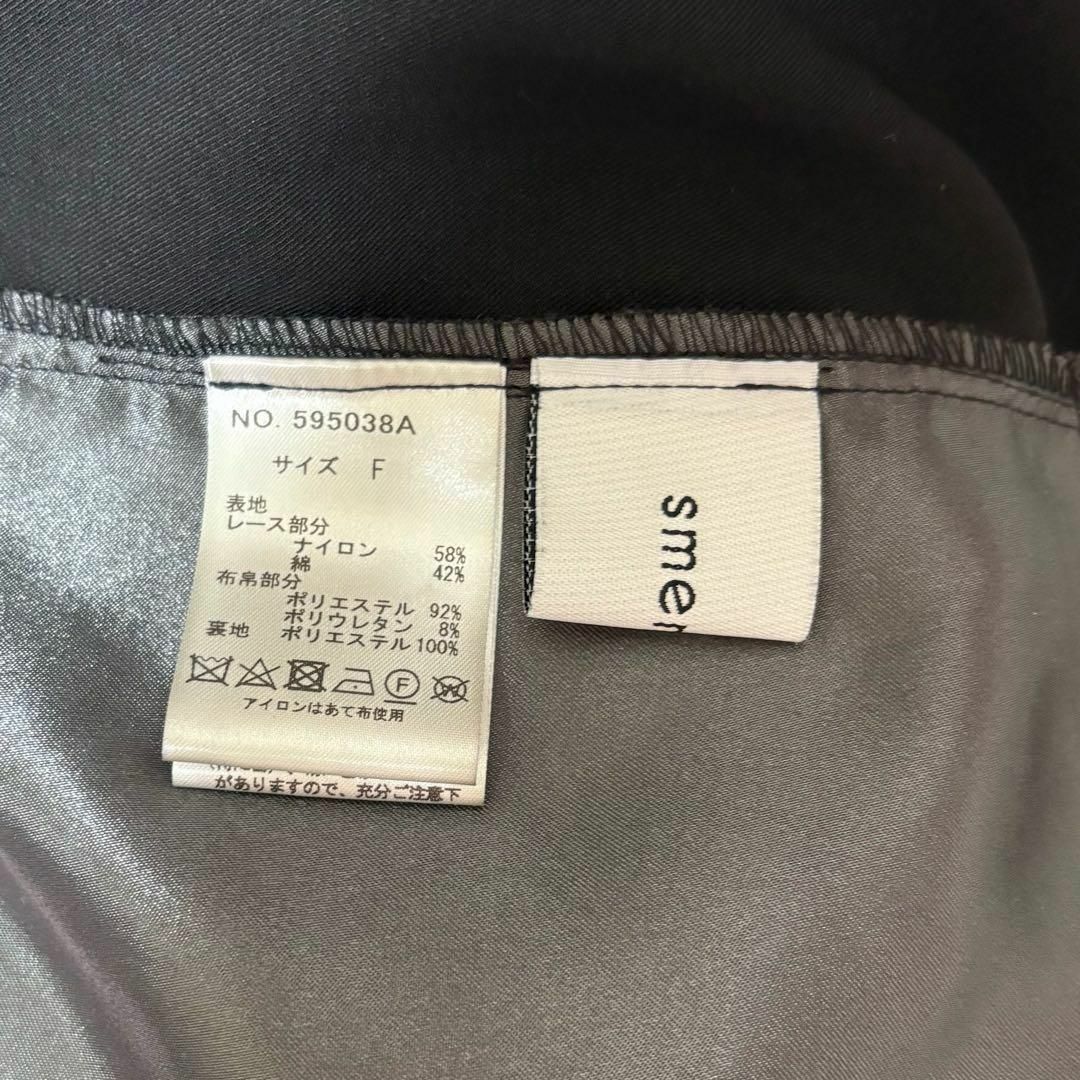 NO. 595038A
サイズ F
表地
レース部分
ナイロン 58%
綿 42%
布帛部分
ポリエステル 92%
ポリウレタン 8%
裏地 ポリエステル 100%
F W
アイロンはあて布使用
がありますので、充分ご注意下
sme